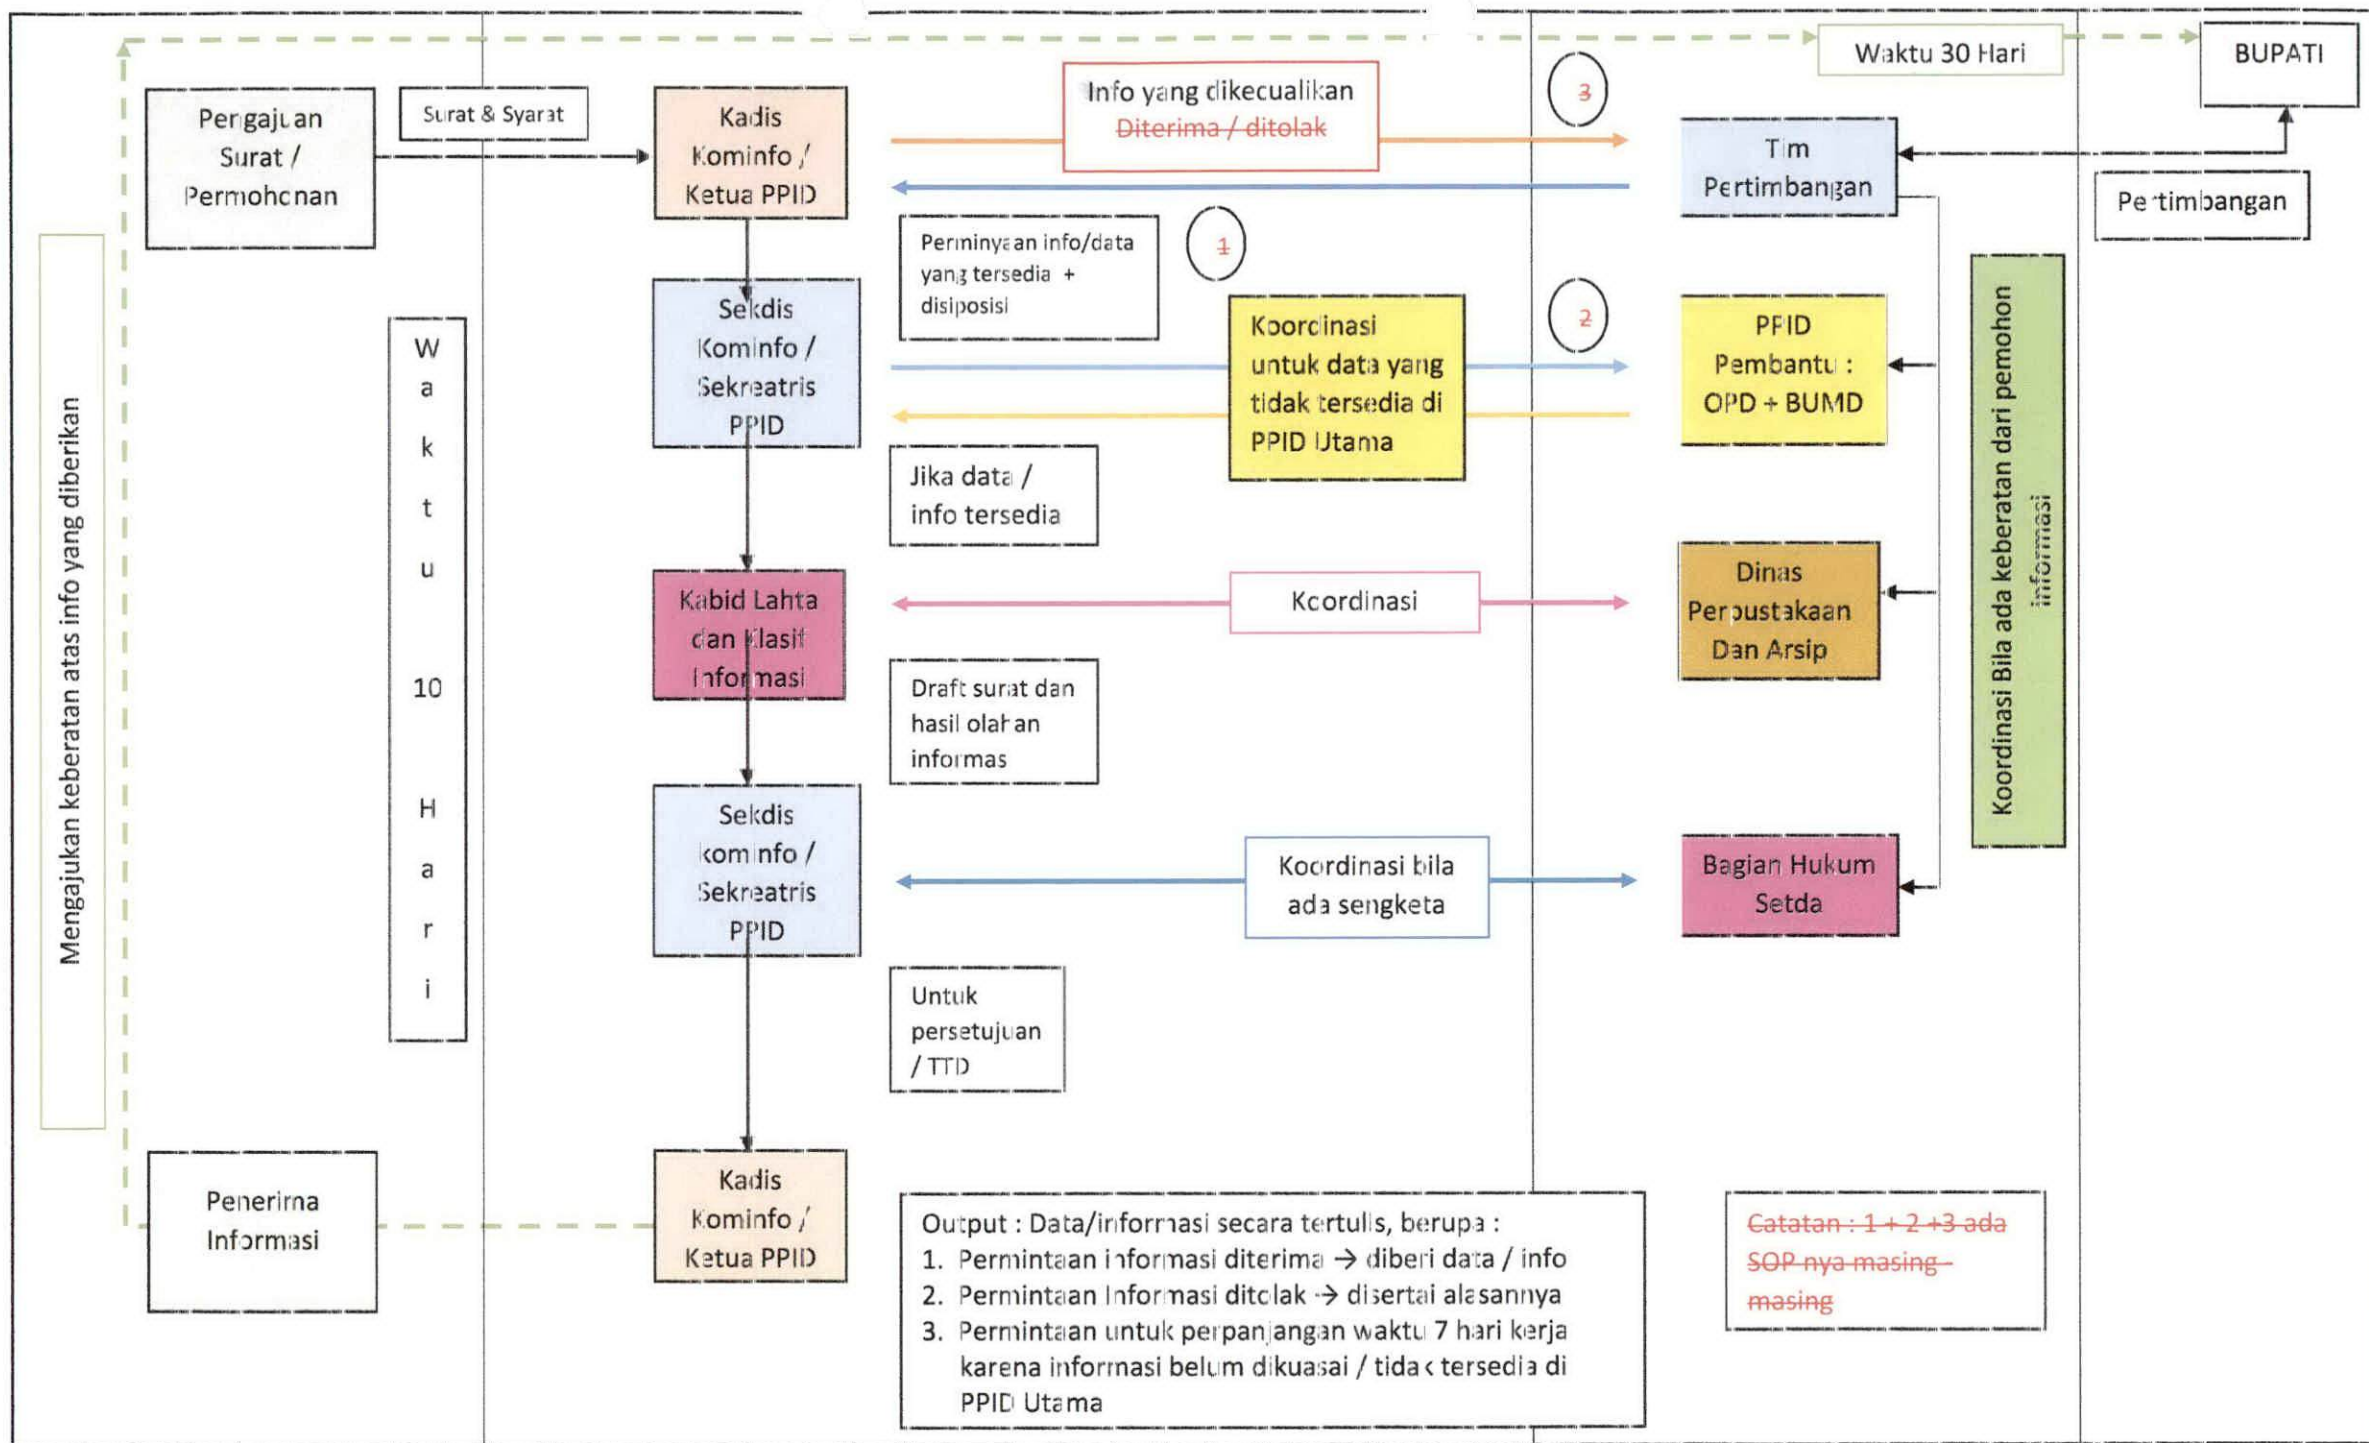 Waktu 30 Hari
BUPATI
Pengajuan
Surat /
Permohonan
Surat & Syarat
Kadis
Kominfo /
Ketua PPID
Info yang dikecualikan
Diterima / ditolak
3
Tim
Pertimbangan
Pertimbangan
Perminyaan info/data
yang tersedia +
disiposisi
1
Mengajukan keberatan atas info yang diberikan
W
a
k
t
u
10
H
a
r
i
Sekdis
Kominfo /
Sekreatris
PPID
Koordinasi
untuk data yang
tidak tersedia di
PPID Utama
2
PPID
Pembantu :
OPD + BUMD
Koordinasi Bila ada keberatan dari pemohon
informasi
Jika data /
info tersedia
Kabid Lahta
dan Klasif
Informasi
Koordinasi
Dinas
Perpustakaan
Dan Arsip
Draft surat dan
hasil olahan
informas
Sekdis
kominfo /
Sekreatris
PPID
Koordinasi bila
ada sengketa
Bagian Hukum
Setda
Untuk
persetujuan
/ TTD
Penerima
Informasi
Kadis
Kominfo /
Ketua PPID
Output : Data/informasi secara tertulis, berupa :
1. Permintaan informasi diterima → diberi data / info
2. Permintaan Informasi ditolak → disertai alasannya
3. Permintaan untuk perpanjangan waktu 7 hari kerja
karena informasi belum dikuasai / tidak tersedia di
PPID Utama
Catatan : 1 + 2 +3 ada
SOP nya masing -
masing